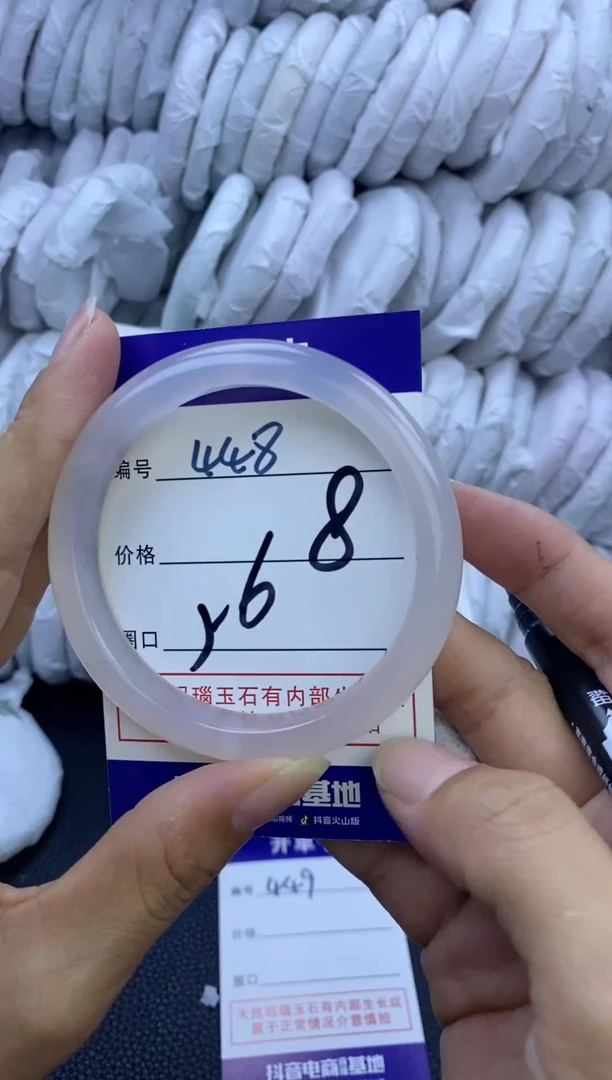 编号 448
价格
8
圈口
y6
瑙玉石有内部生
基地
抖音火山版
编号 449
价格
圈口
天然玛瑙玉石有内部生长纹
属于正常情况介意慎拍
抖音电商 基地